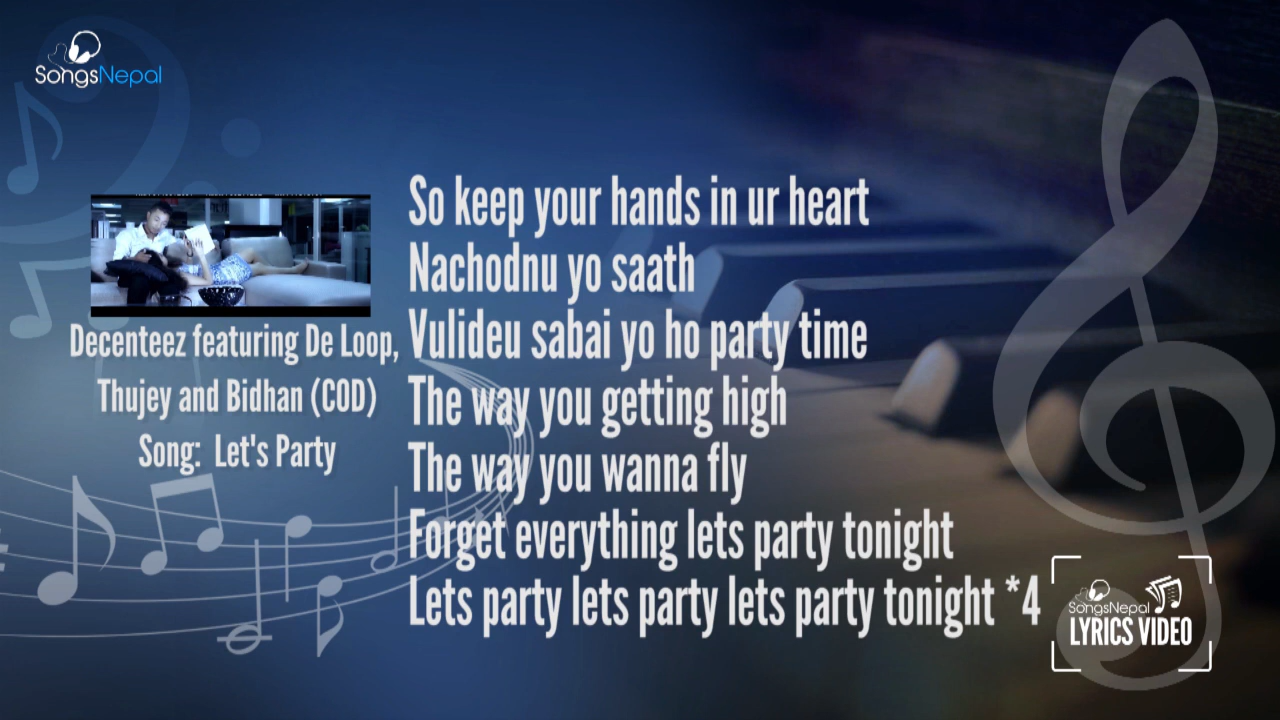 SongsNepal
Decenteez featuring De Loop,
Thujey and Bidhan (COD)
Song: Let's Party
So keep your hands in ur heart
Nachodnu yo saath
Vulideu sabai yo ho party time
The way you getting high
The way you wanna fly
Forget everything lets party tonight
Lets party lets party lets party tonight *4
SongsNepal
LYRICS VIDEO